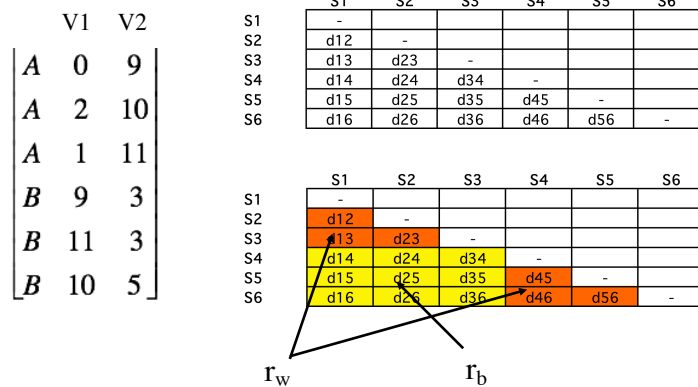 V1 V2
A 0 9
A 2 10
A 1 11
B 9 3
B 11 3
B 10 5
S1 S2 S3 S4 S5 S6
S1 -
S2 d12 -
S3 d13 d23 -
S4 d14 d24 d34 -
S5 d15 d25 d35 d45 -
S6 d16 d26 d36 d46 d56 -
S1 S2 S3 S4 S5 S6
S1 -
S2 d12 -
S3 d13 d23 -
S4 d14 d24 d34 -
S5 d15 d25 d35 d45 -
S6 d16 d26 d36 d46 d56 -
rw rb